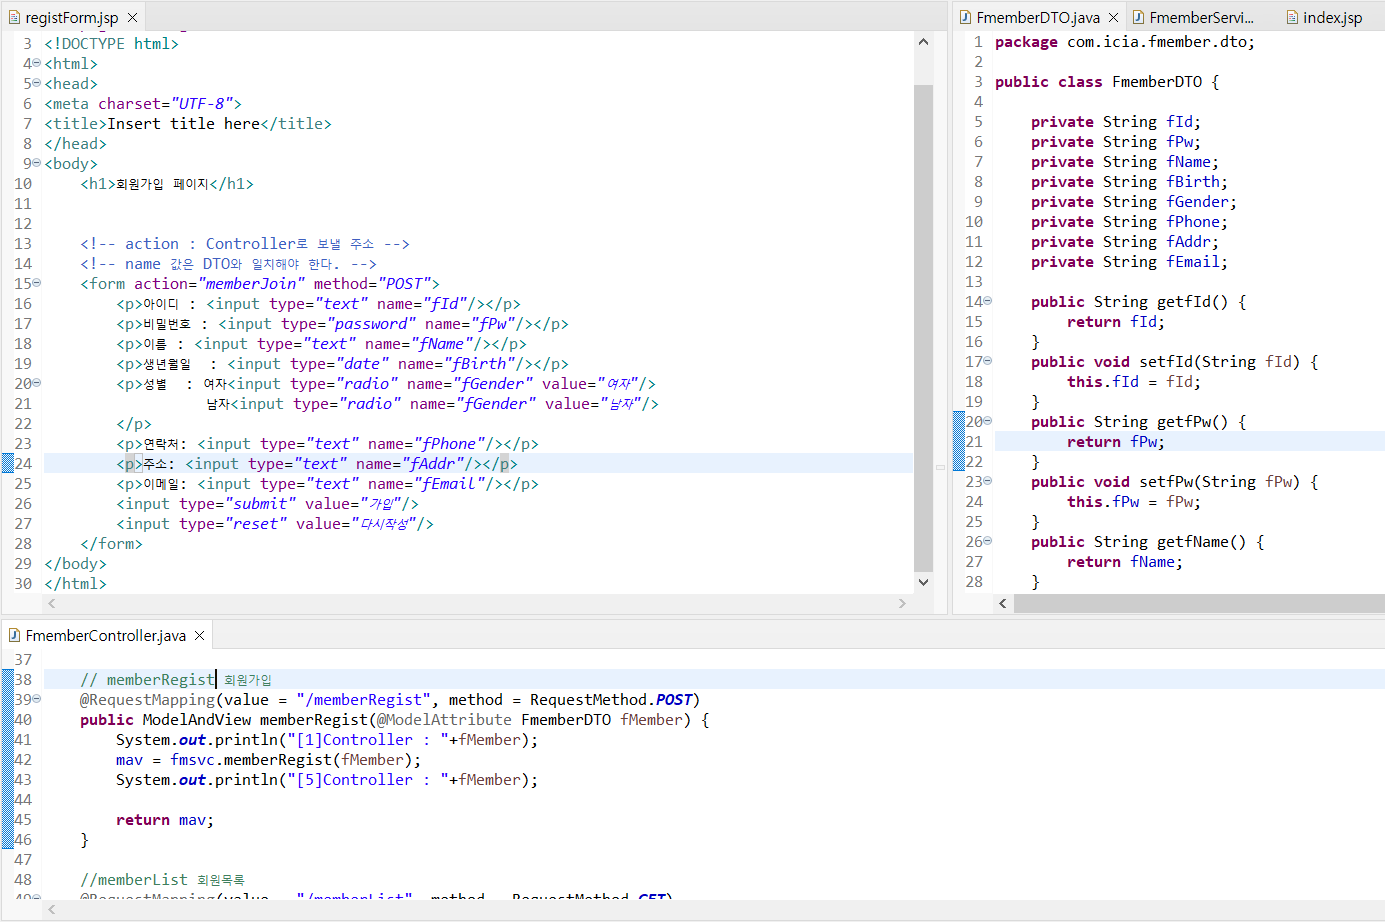 registForm.jsp
3 <!DOCTYPE html>
4 <html>
5 <head>
6 <meta charset="UTF-8">
7 <title>Insert title here</title>
8 </head>
9 <body>
10 <h1>회원가입 페이지</h1>
11
12
13 <!-- action : Controller로 보낼 주소 -->
14 <!-- name 값은 DTO와 일치해야 한다. -->
15 <form action="memberJoin" method="POST">
16 <p>아이디 : <input type="text" name="fId"/></p>
17 <p>비밀번호 : <input type="password" name="fPw"/></p>
18 <p>이름 : <input type="text" name="fName"/></p>
19 <p>생년월일  : <input type="date" name="fBirth"/></p>
20 <p>성별  : 여자<input type="radio" name="fGender" value="여자"/>
21 남자<input type="radio" name="fGender" value="남자"/>
22 </p>
23 <p>연락처: <input type="text" name="fPhone"/></p>
24 <p>주소: <input type="text" name="fAddr"/></p>
25 <p>이메일: <input type="text" name="fEmail"/></p>
26 <input type="submit" value="가입"/>
27 <input type="reset" value="다시작성"/>
28 </form>
29 </body>
30 </html>
FmemberDTO.java FmemberServi... index.jsp
1 package com.icia.fmember.dto;
2
3 public class FmemberDTO {
4
5 private String fId;
6 private String fPw;
7 private String fName;
8 private String fBirth;
9 private String fGender;
10 private String fPhone;
11 private String fAddr;
12 private String fEmail;
13
14 public String getfId() {
15 return fId;
16 }
17 public void setfId(String fId) {
18 this.fId = fId;
19 }
20 public String getfPw() {
21 return fPw;
22 }
23 public void setfPw(String fPw) {
24 this.fPw = fPw;
25 }
26 public String getfName() {
27 return fName;
28 }
FmemberController.java
37
38 // memberRegist 회원가입
39 @RequestMapping(value = "/memberRegist", method = RequestMethod.POST)
40 public ModelAndView memberRegist(@ModelAttribute FmemberDTO fMember) {
41 System.out.println("[1]Controller : "+fMember);
42 mav = fmsvc.memberRegist(fMember);
43 System.out.println("[5]Controller : "+fMember);
44
45 return mav;
46 }
47
48 //memberList 회원목록
49 @RequestMapping(value = "/memberList", method = RequestMethod.GET)